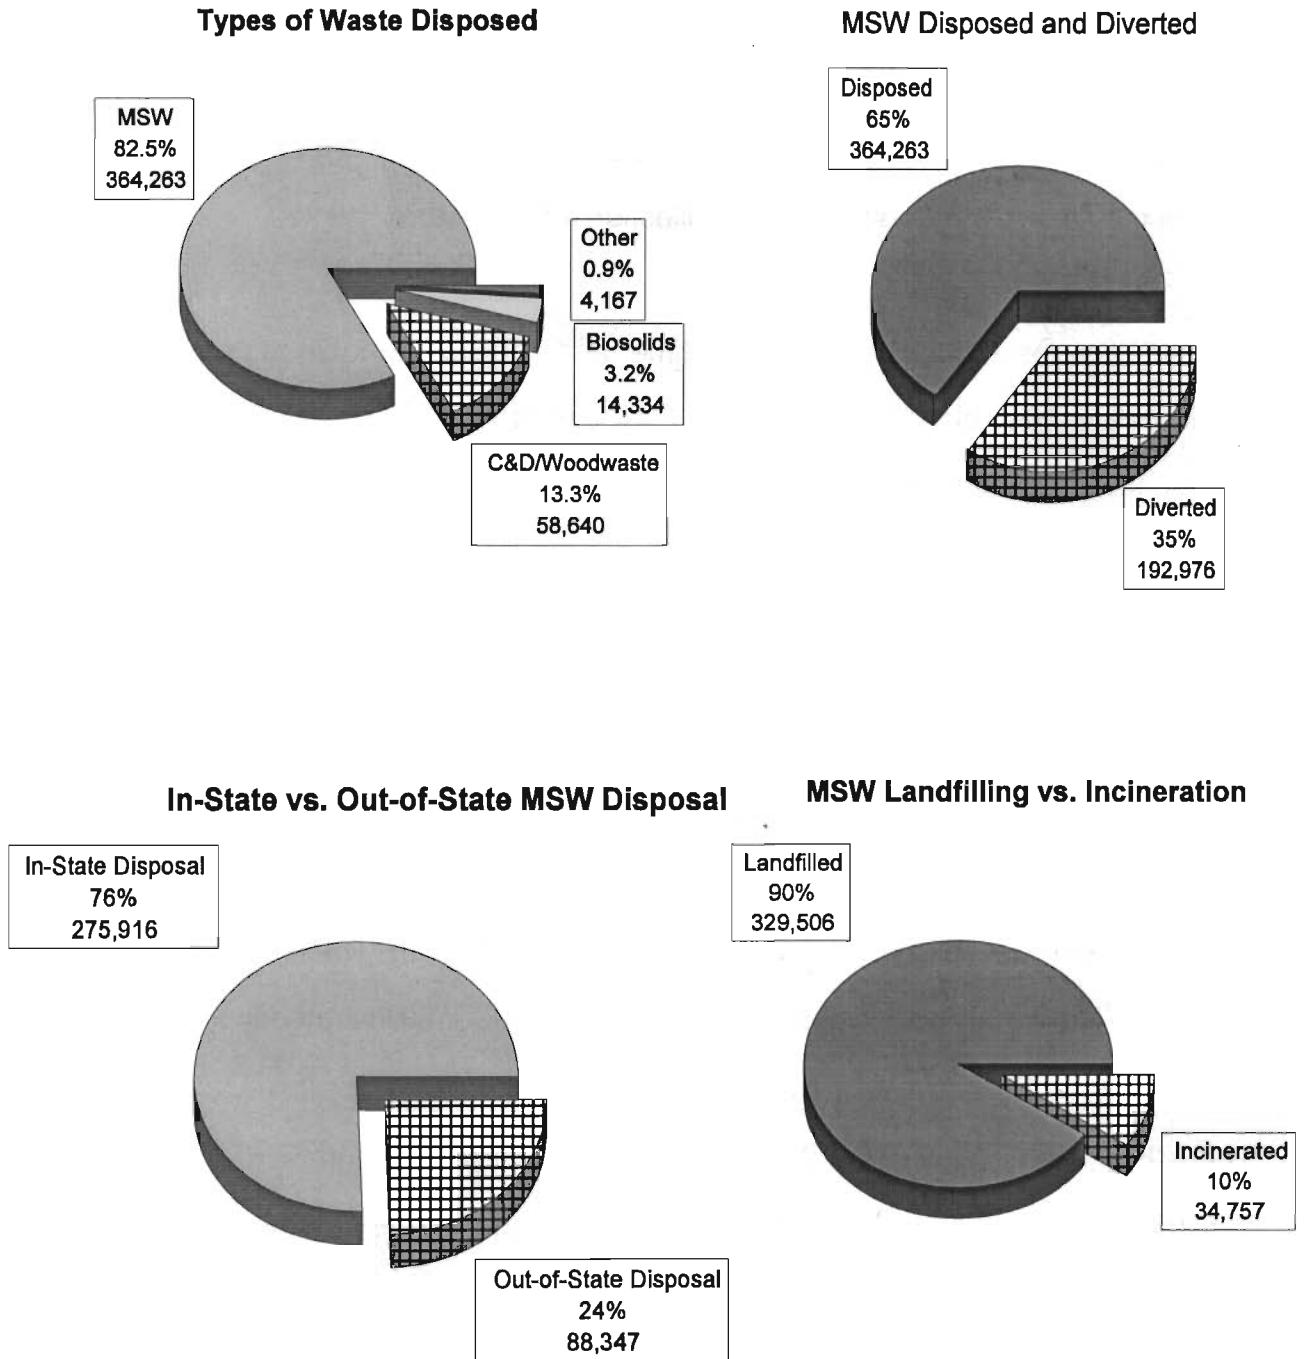 Types of Waste Disposed
MSW
82.5%
364,263
Other
0.9%
4,167
Biosolids
3.2%
14,334
C&D/Woodwaste
13.3%
58,640
MSW Disposed and Diverted
Disposed
65%
364,263
Diverted
35%
192,976
In-State vs. Out-of-State MSW Disposal
In-State Disposal
76%
275,916
Out-of-State Disposal
24%
88,347
MSW Landfilling vs. Incineration
Landfilled
90%
329,506
Incinerated
10%
34,757